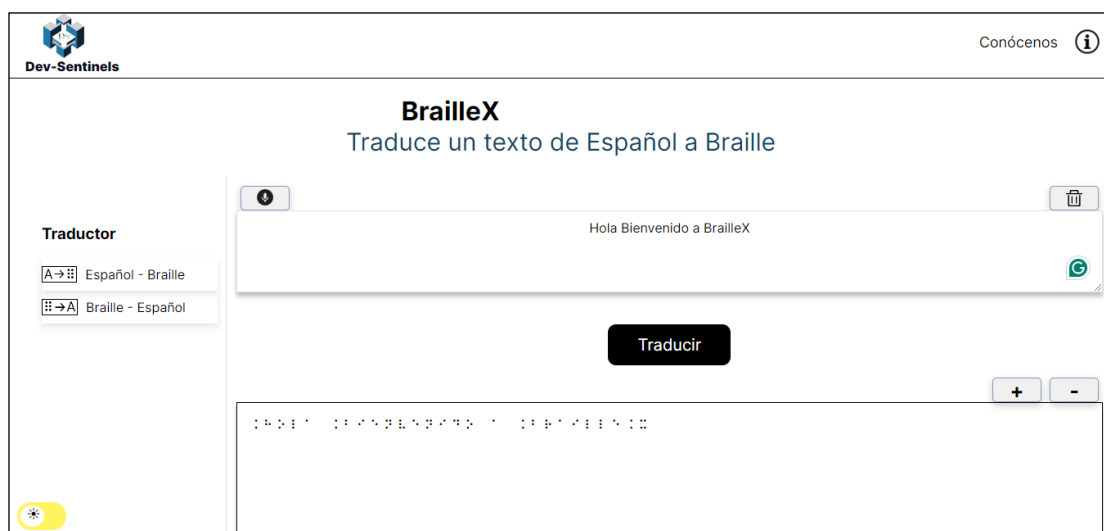 Dev-Sentinels
Conócenos
BrailleX
Traduce un texto de Español a Braille
Hola Bienvenido a BrailleX
Traductor
A→⠿ Español - Braille
⠿→A Braille - Español
Traducir
+ -
⠨⠓⠕⠇⠁ ⠨⠃⠊⠑⠝⠧⠑⠝⠊⠙⠕ ⠁ ⠨⠃⠗⠁⠊⠇⠇⠑⠨⠭